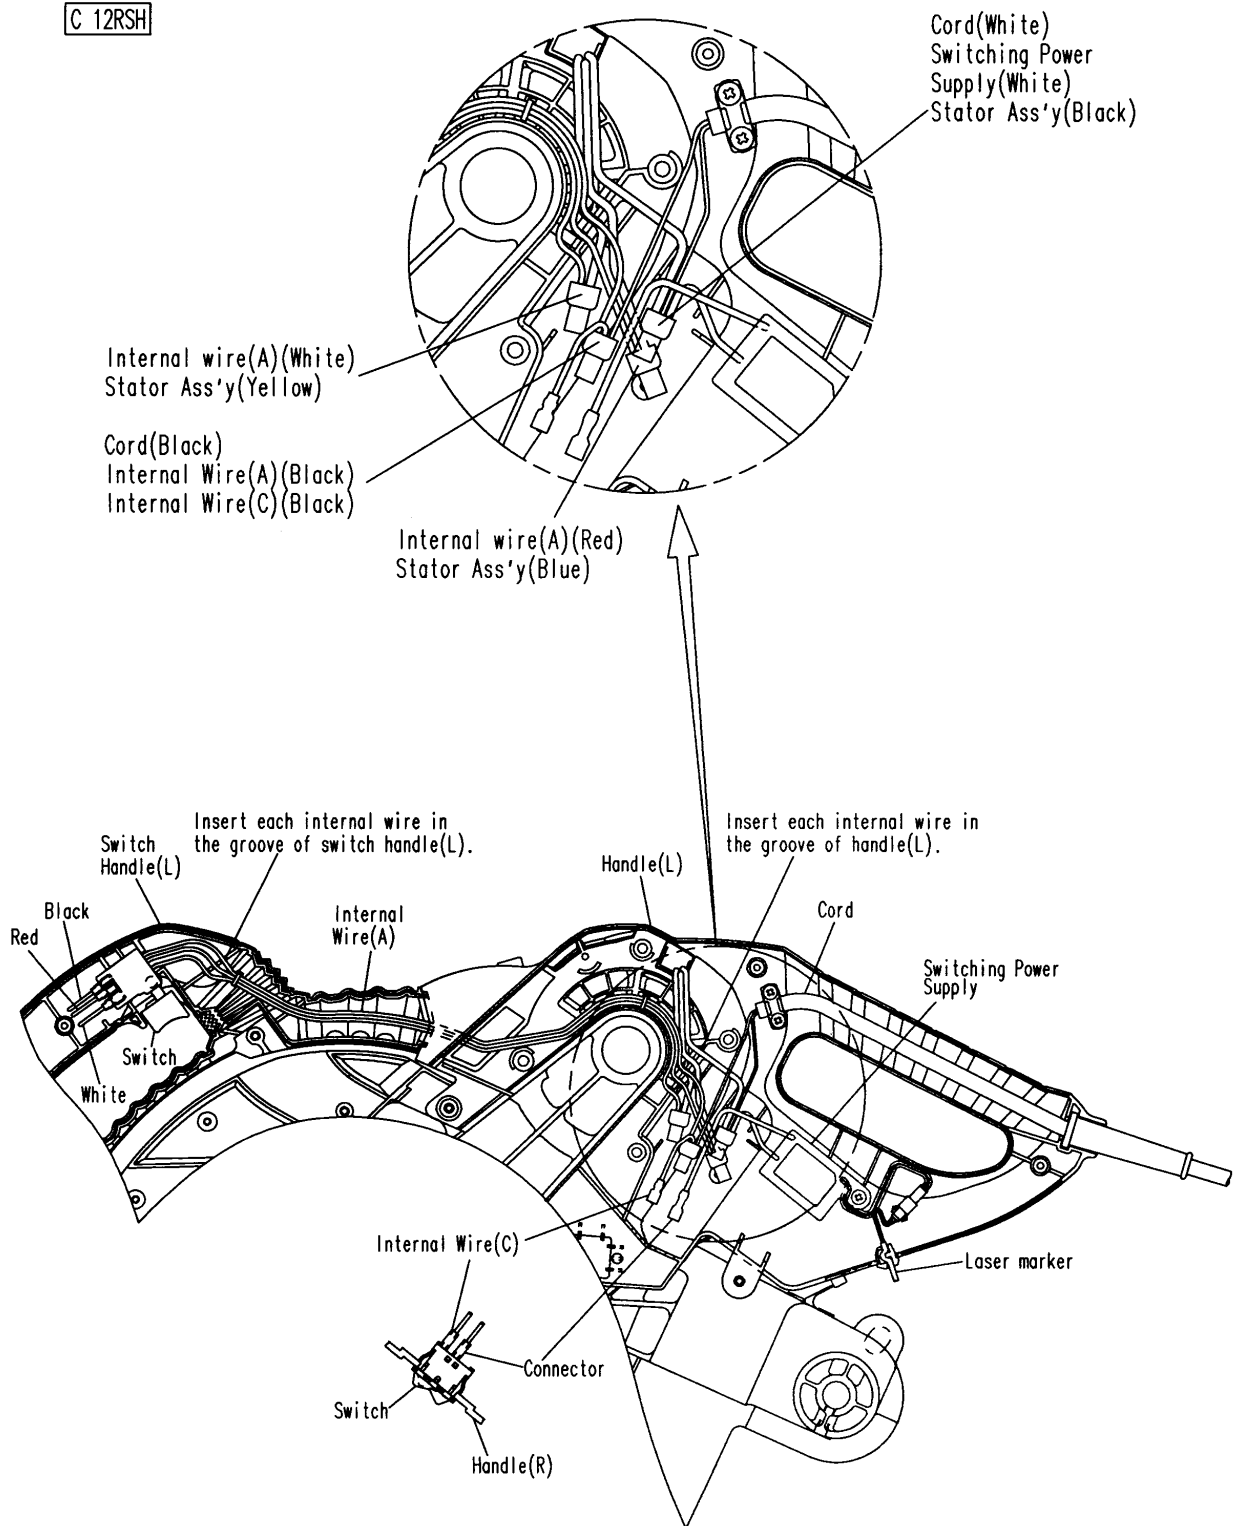 C 12RSH
Cord(White)
Switching Power
Supply(White)
Stator Ass'y(Black)
Internal wire(A)(White)
Stator Ass'y(Yellow)
Cord(Black)
Internal Wire(A)(Black)
Internal Wire(C)(Black)
Internal wire(A)(Red)
Stator Ass'y(Blue)
Insert each internal wire in
the groove of switch handle(L).
Switch
Handle(L)
Insert each internal wire in
the groove of handle(L).
Handle(L)
Black
Red
Internal
Wire(A)
Cord
Switching Power
Supply
Switch
White
Internal Wire(C)
Laser marker
Connector
Switch
Handle(R)